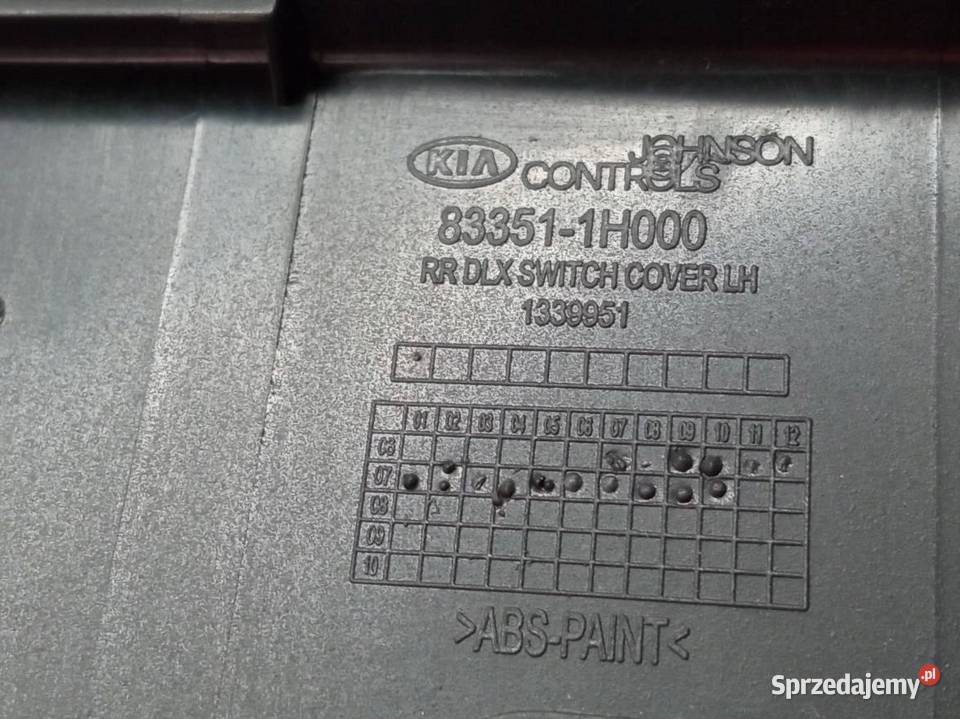 KIA JOHNSON
CONTROLS
83351-1H000
RR DLX SWITCH COVER LH
1339951
01 02 03 04 05 06 07 08 09 10 11 12
06
07
08
09
10
>ABS-PAINT<
Sprzedajemy.pl